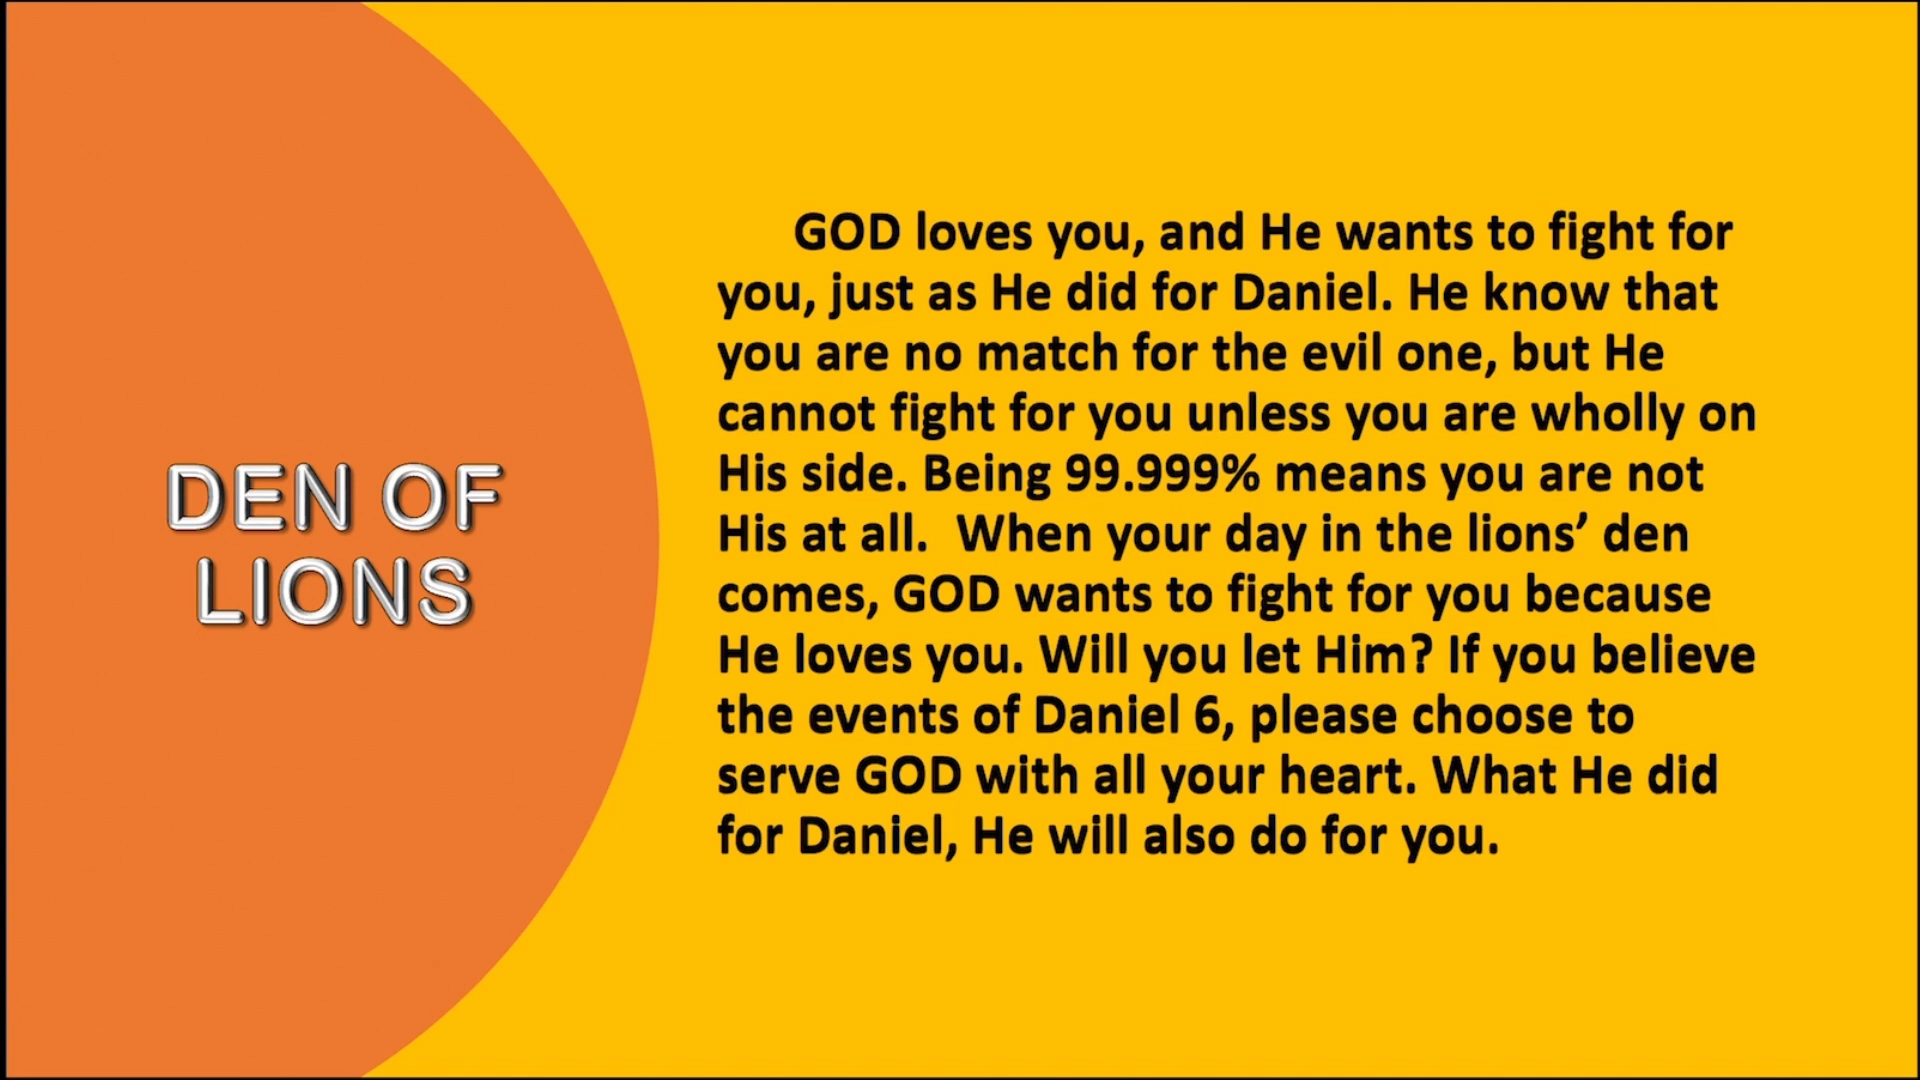 DEN OF
LIONS
GOD loves you, and He wants to fight for
you, just as He did for Daniel. He know that
you are no match for the evil one, but He
cannot fight for you unless you are wholly on
His side. Being 99.999% means you are not
His at all.  When your day in the lions’ den
comes, GOD wants to fight for you because
He loves you. Will you let Him? If you believe
the events of Daniel 6, please choose to
serve GOD with all your heart. What He did
for Daniel, He will also do for you.